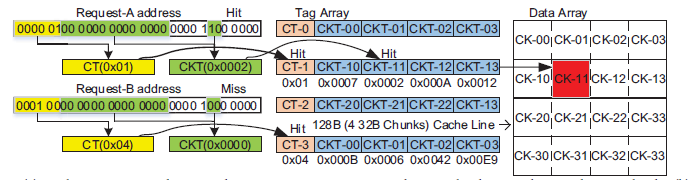 Request-A address Hit Tag Array Data Array
0000 0100 0000 0000 0000 0000 1100 0000 CT-0 CKT-00 CKT-01 CKT-02 CKT-03 CK-00 CK-01 CK-02 CK-03
Hit Hit
CT(0x01) CKT(0x0002) CT-1 CKT-10 CKT-11 CKT-12 CKT-13 CK-10 CK-11 CK-12 CK-13
0x01 0x0007 0x0002 0x000A 0x0012
Request-B address Miss
0001 0000 0000 0000 0000 0000 1000 0000 CT-2 CKT-20 CKT-21 CKT-22 CKT-13 CK-20 CK-21 CK-22 CK-33
Hit 128B (4 32B Chunks) Cache Line
CT(0x04) CKT(0x0000) CT-3 CKT-00 CKT-01 CKT-02 CKT-03 CK-30 CK-31 CK-32 CK-33
0x04 0x000B 0x0006 0x0042 0x00E9